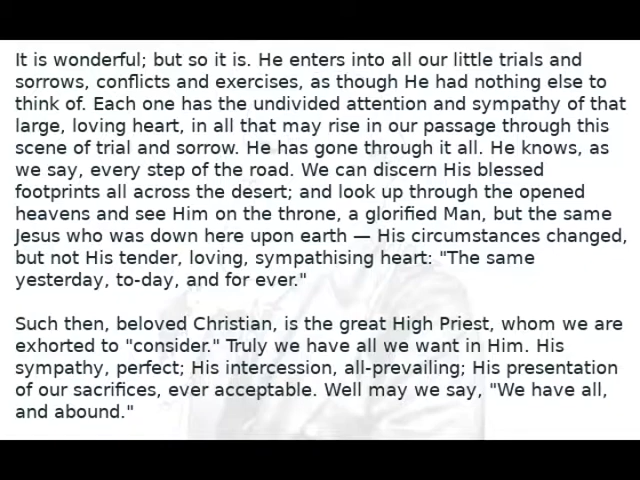 It is wonderful; but so it is. He enters into all our little trials and
sorrows, conflicts and exercises, as though He had nothing else to
think of. Each one has the undivided attention and sympathy of that
large, loving heart, in all that may rise in our passage through this
scene of trial and sorrow. He has gone through it all. He knows, as
we say, every step of the road. We can discern His blessed
footprints all across the desert; and look up through the opened
heavens and see Him on the throne, a glorified Man, but the same
Jesus who was down here upon earth — His circumstances changed,
but not His tender, loving, sympathising heart: "The same
yesterday, to-day, and for ever."
Such then, beloved Christian, is the great High Priest, whom we are
exhorted to "consider." Truly we have all we want in Him. His
sympathy, perfect; His intercession, all-prevailing; His presentation
of our sacrifices, ever acceptable. Well may we say, "We have all,
and abound."